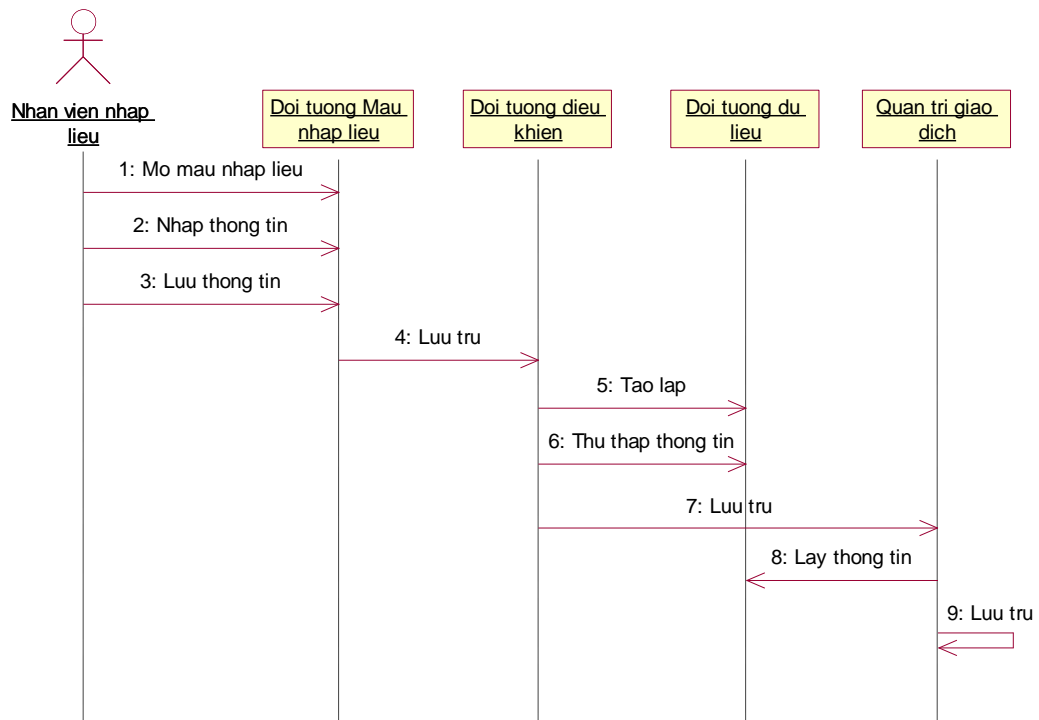 Nhan vien nhap
lieu
Doi tuong Mau
nhap lieu
Doi tuong dieu
khien
Doi tuong du
lieu
Quan tri giao
dich
1: Mo mau nhap lieu
2: Nhap thong tin
3: Luu thong tin
4: Luu tru
5: Tao lap
6: Thu thap thong tin
7: Luu tru
8: Lay thong tin
9: Luu tru